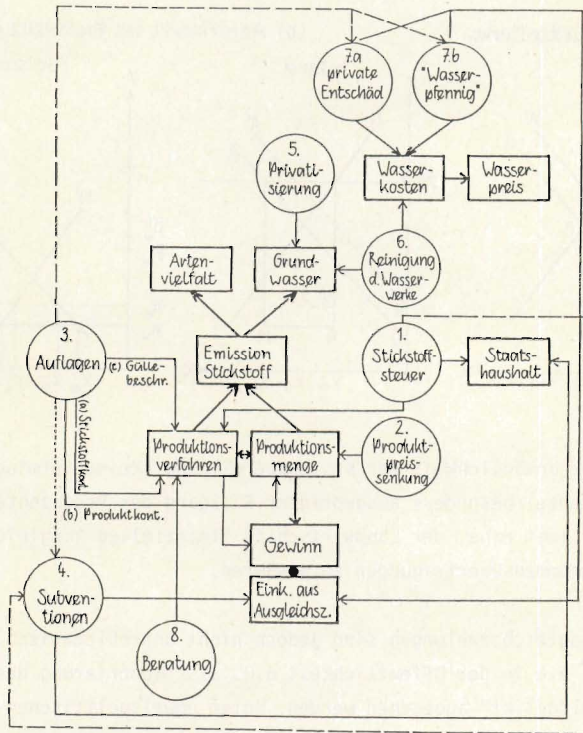 7.a
private
Entschäd
7.b
"Wasser-
pfennig"
5.
Privati-
sierung
Wasser-
kosten
Wasser-
preis
Arten-
vielfalt
Grund-
wasser
6.
Reinigung
d. Wasser-
werke
3.
Auflagen
(c) Gülle-
beschr.
Emission
Stickstoff
1.
Stickstoff-
steuer
Staats-
haushalt
(a) Stickstoffkont.
Produktions-
verfahren
Produktions-
menge
2.
Produkt-
preis-
senkung
(b) Produktkont.
Gewinn
4.
Subven-
tionen
Eink. aus
Ausgleichsz.
8.
Beratung